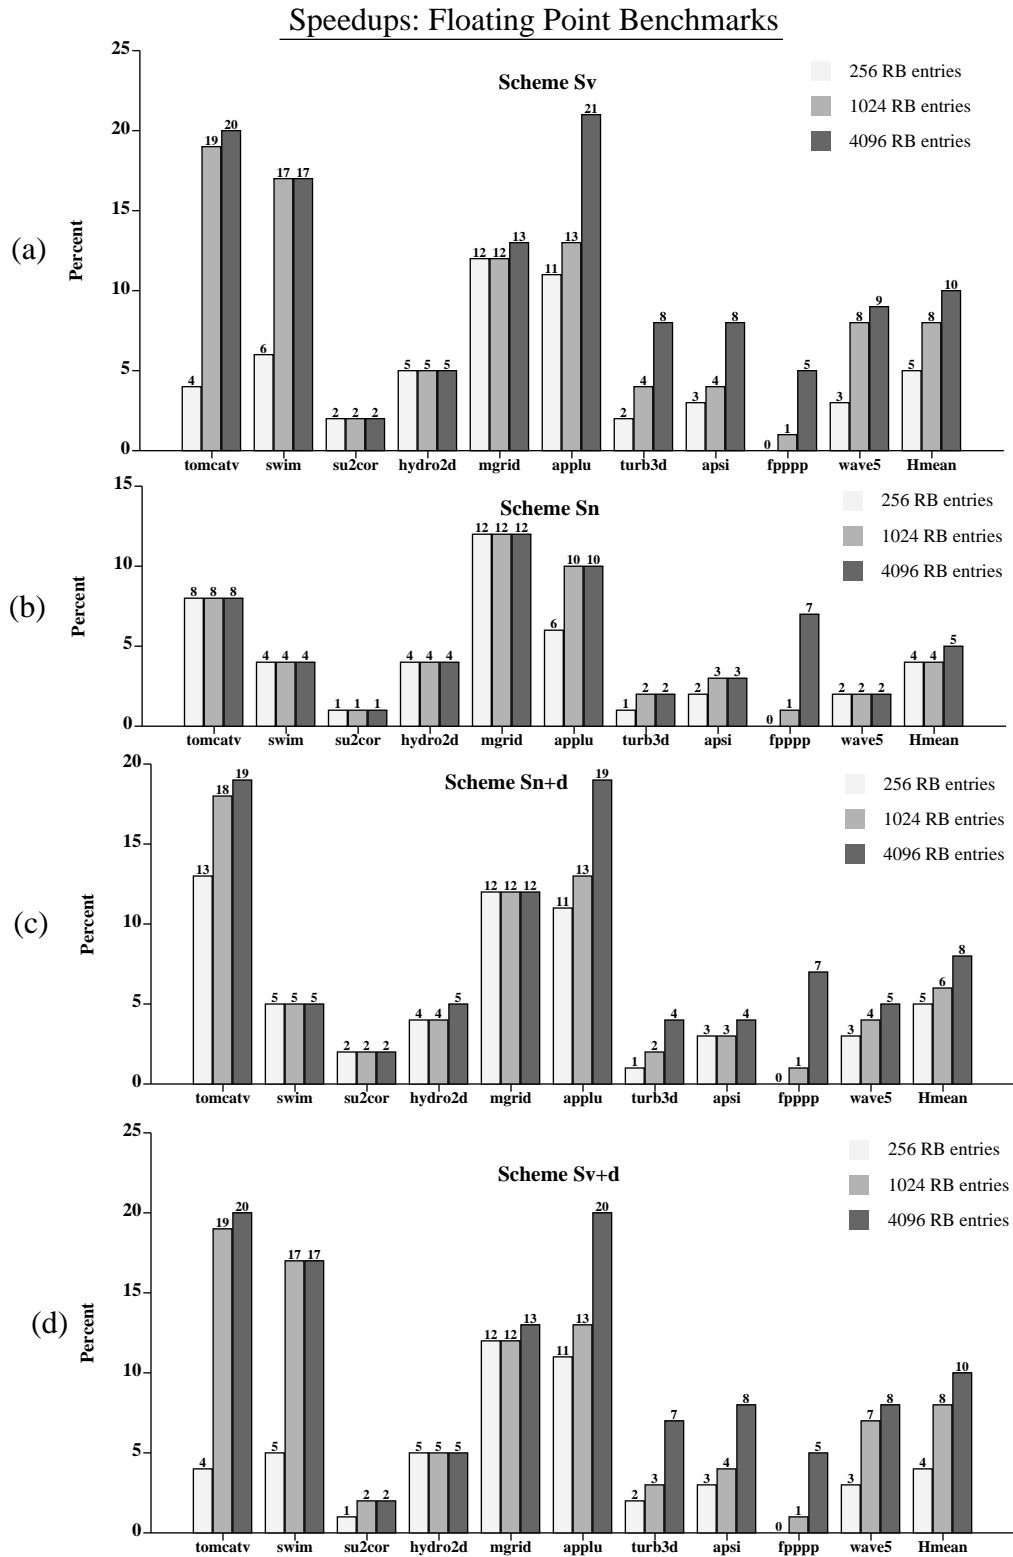 Speedups: Floating Point Benchmarks
(a)
Scheme Sv
256 RB entries
1024 RB entries
4096 RB entries
Percent
25
20
15
10
5
0
4 19 20 6 17 17 2 2 2 5 5 5 12 12 13 11 13 21 2 4 8 3 4 8 0 1 5 3 8 9 5 8 10
tomcatv swim su2cor hydro2d mgrid applu turb3d apsi fpppp wave5 Hmean
(b)
Scheme Sn
256 RB entries
1024 RB entries
4096 RB entries
Percent
15
10
5
0
8 8 8 4 4 4 1 1 1 4 4 4 12 12 12 6 10 10 1 2 2 2 3 3 0 1 7 2 2 2 4 4 5
tomcatv swim su2cor hydro2d mgrid applu turb3d apsi fpppp wave5 Hmean
(c)
Scheme Sn+d
256 RB entries
1024 RB entries
4096 RB entries
Percent
20
15
10
5
0
13 18 19 5 5 5 2 2 2 4 4 5 12 12 12 11 13 19 1 2 4 3 3 4 0 1 7 3 4 5 5 6 8
tomcatv swim su2cor hydro2d mgrid applu turb3d apsi fpppp wave5 Hmean
(d)
Scheme Sv+d
256 RB entries
1024 RB entries
4096 RB entries
Percent
25
20
15
10
5
0
4 19 20 5 17 17 1 2 2 5 5 5 12 12 13 11 13 20 2 3 7 3 4 8 0 1 5 3 7 8 4 8 10
tomcatv swim su2cor hydro2d mgrid applu turb3d apsi fpppp wave5 Hmean